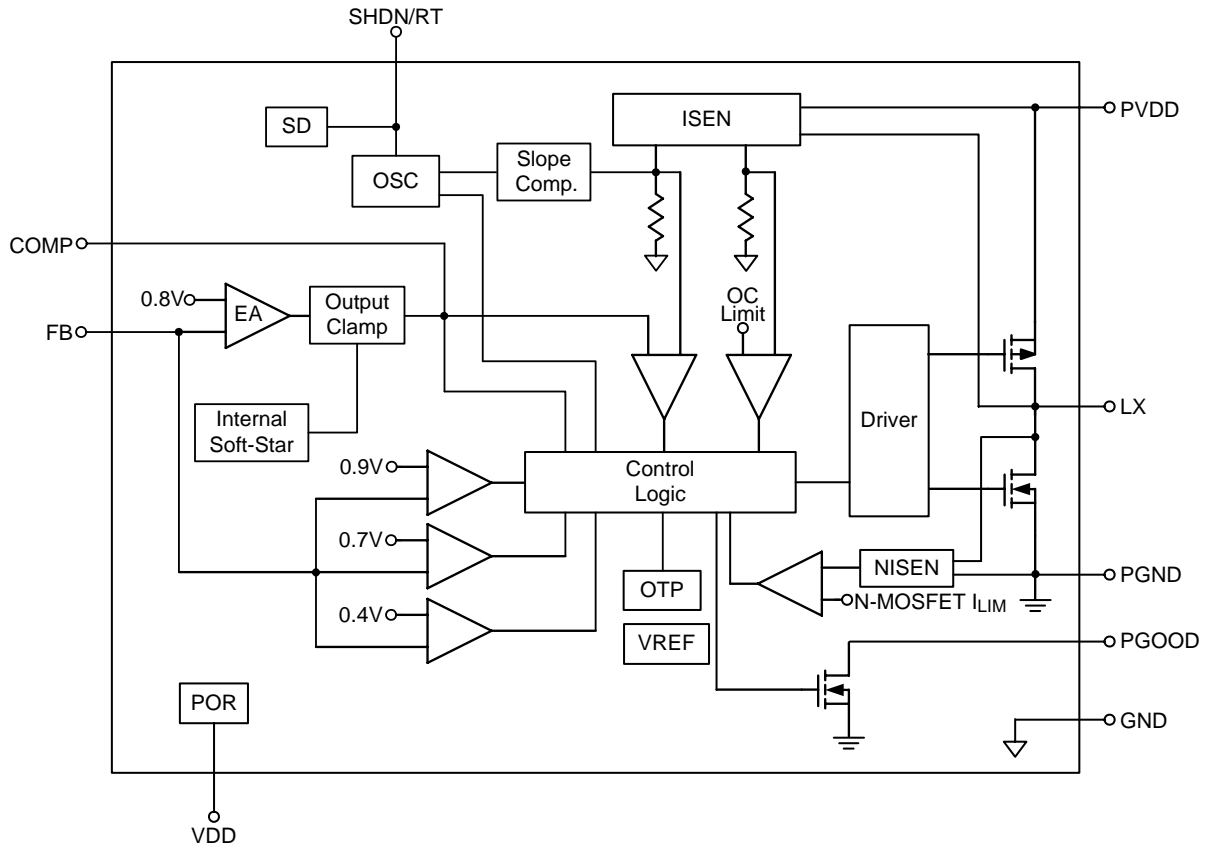 SHDN/RT
PVDD
SD
ISEN
OSC
Slope
Comp.
COMP
0.8V
EA
Output
Clamp
FB
OC
Limit
Driver
LX
Internal
Soft-Star
0.9V
Control
Logic
0.7V
NISEN
PGND
OTP
0.4V
N-MOSFET ILIM
VREF
PGOOD
POR
GND
VDD